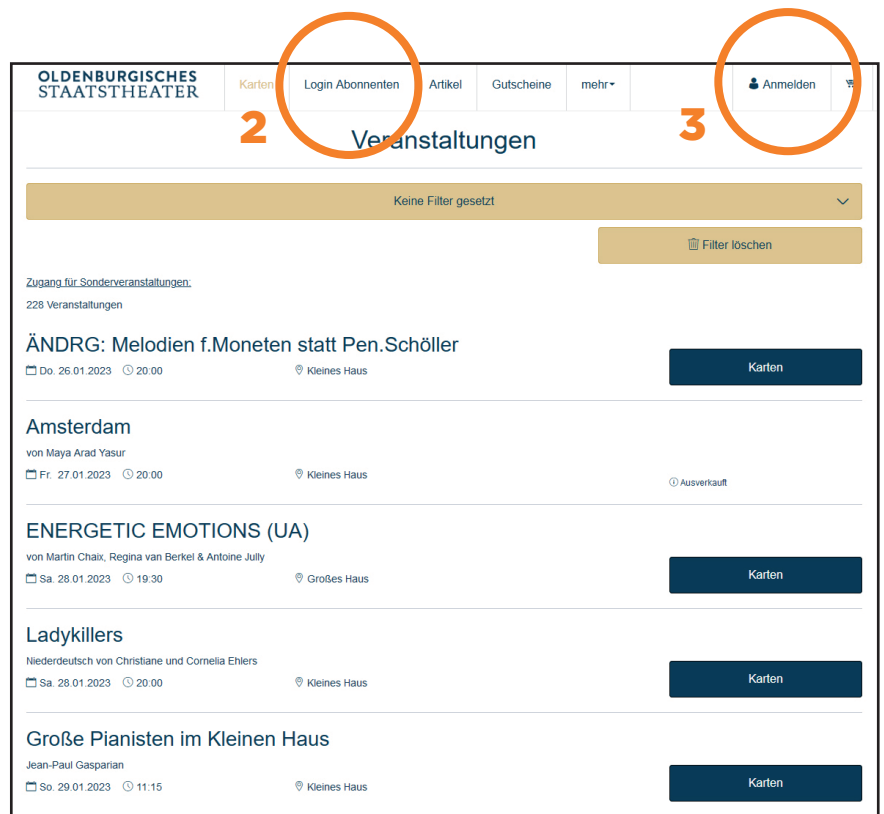 OLDENBURGISCHES
STAATSTHEATER
Karten
Login Abonnenten
Artikel
Gutscheine
mehr
Anmelden
2
3
Veranstaltungen
Keine Filter gesetzt
Filter löschen
Zugang für Sonderveranstaltungen:
228 Veranstaltungen
ÄNDRG: Melodien f.Moneten statt Pen.Schöller
Do. 26.01.2023 20:00 Kleines Haus
Karten
Amsterdam
von Maya Arad Yasur
Fr. 27.01.2023 20:00 Kleines Haus
Ausverkauft
ENERGETIC EMOTIONS (UA)
von Martin Chaix, Regina van Berkel & Antoine Jully
Sa. 28.01.2023 19:30 Großes Haus
Karten
Ladykillers
Niederdeutsch von Christiane und Cornelia Ehlers
Sa. 28.01.2023 20:00 Kleines Haus
Karten
Große Pianisten im Kleinen Haus
Jean-Paul Gasparian
So. 29.01.2023 11:15 Kleines Haus
Karten